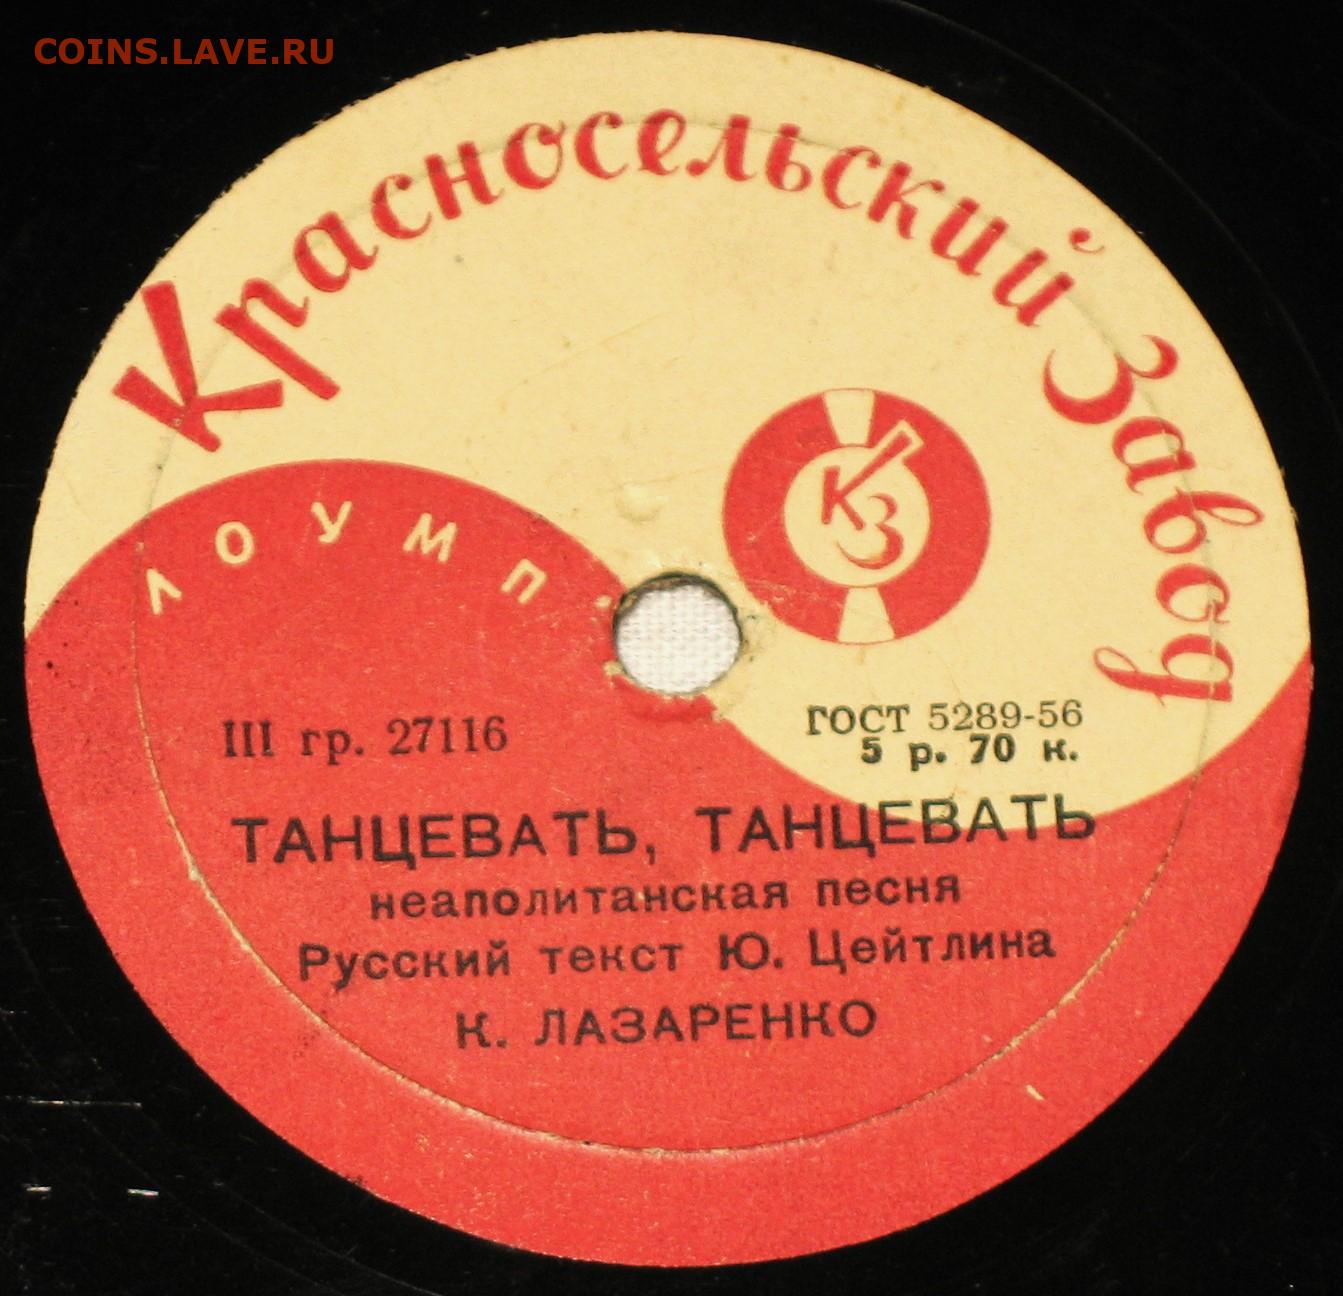 COINS.LAVE.RU
Красносельский Завод
КЗ
ЛОУМП.
III гр. 27116
ГОСТ 5289-56
5 р. 70 к.
ТАНЦЕВАТЬ, ТАНЦЕВАТЬ
неаполитанская песня
Русский текст Ю. Цейтлина
К. ЛАЗАРЕНКО